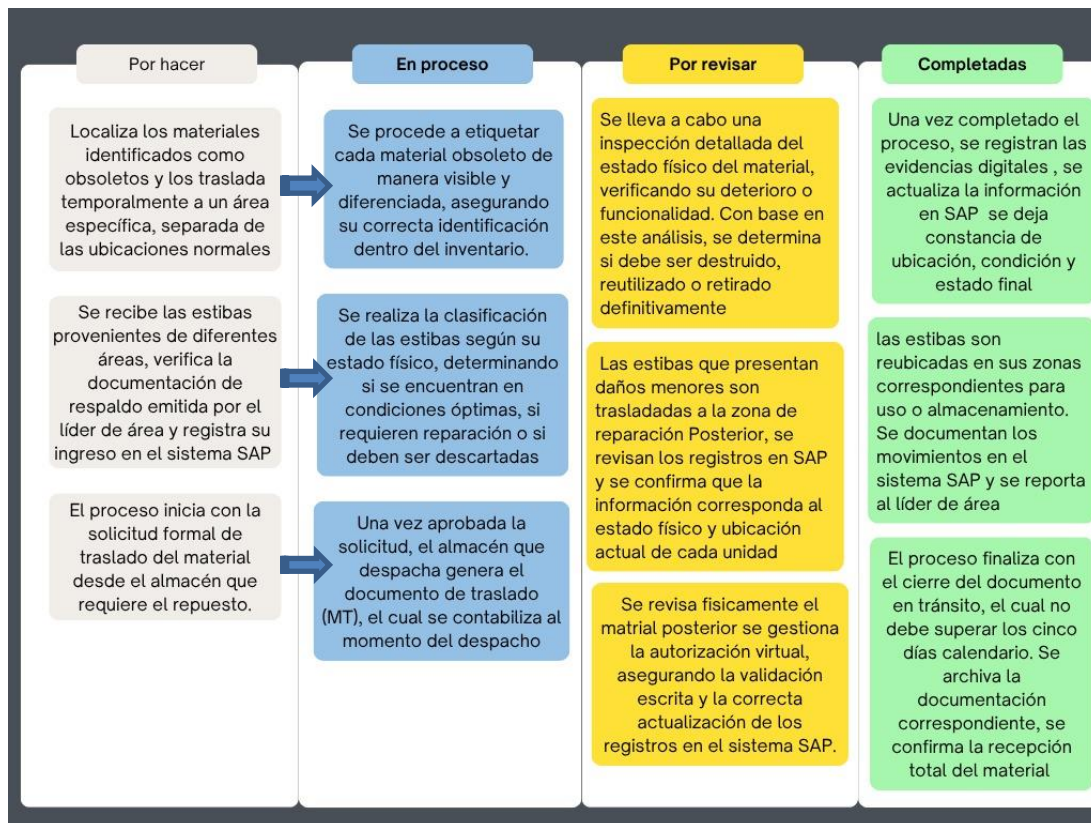 Por hacer
Localiza los materiales
identificados como
obsoletos y los traslada
temporalmente a un área
específica, separada de
las ubicaciones normales
Se recibe las estibas
provenientes de diferentes
áreas, verifica la
documentación de
respaldo emitida por el
líder de área y registra su
ingreso en el sistema SAP
El proceso inicia con la
solicitud formal de
traslado del material
desde el almacén que
requiere el repuesto.
En proceso
Se procede a etiquetar
cada material obsoleto de
manera visible y
diferenciada, asegurando
su correcta identificación
dentro del inventario.
Se realiza la clasificación
de las estibas según su
estado físico, determinando
si se encuentran en
condiciones óptimas, si
requieren reparación o si
deben ser descartadas
Una vez aprobada la
solicitud, el almacén que
despacha genera el
documento de traslado
(MT), el cual se contabiliza al
momento del despacho
Por revisar
Se lleva a cabo una
inspección detallada del
estado físico del material,
verificando su deterioro o
funcionalidad. Con base en
este análisis, se determina
si debe ser destruido,
reutilizado o retirado
definitivamente
Las estibas que presentan
daños menores son
trasladadas a la zona de
reparación Posterior, se
revisan los registros en SAP
y se confirma que la
información corresponda al
estado físico y ubicación
actual de cada unidad
Se revisa fisicamente el
matrial posterior se gestiona
la autorización virtual,
asegurando la validación
escrita y la correcta
actualización de los
registros en el sistema SAP.
Completadas
Una vez completado el
proceso, se registran las
evidencias digitales , se
actualiza la información
en SAP se deja
constancia de
ubicación, condición y
estado final
las estibas son
reubicadas en sus zonas
correspondientes para
uso o almacenamiento.
Se documentan los
movimientos en el
sistema SAP y se reporta
al líder de área
El proceso finaliza con
el cierre del documento
en tránsito, el cual no
debe superar los cinco
días calendario. Se
archiva la
documentación
correspondiente, se
confirma la recepción
total del material